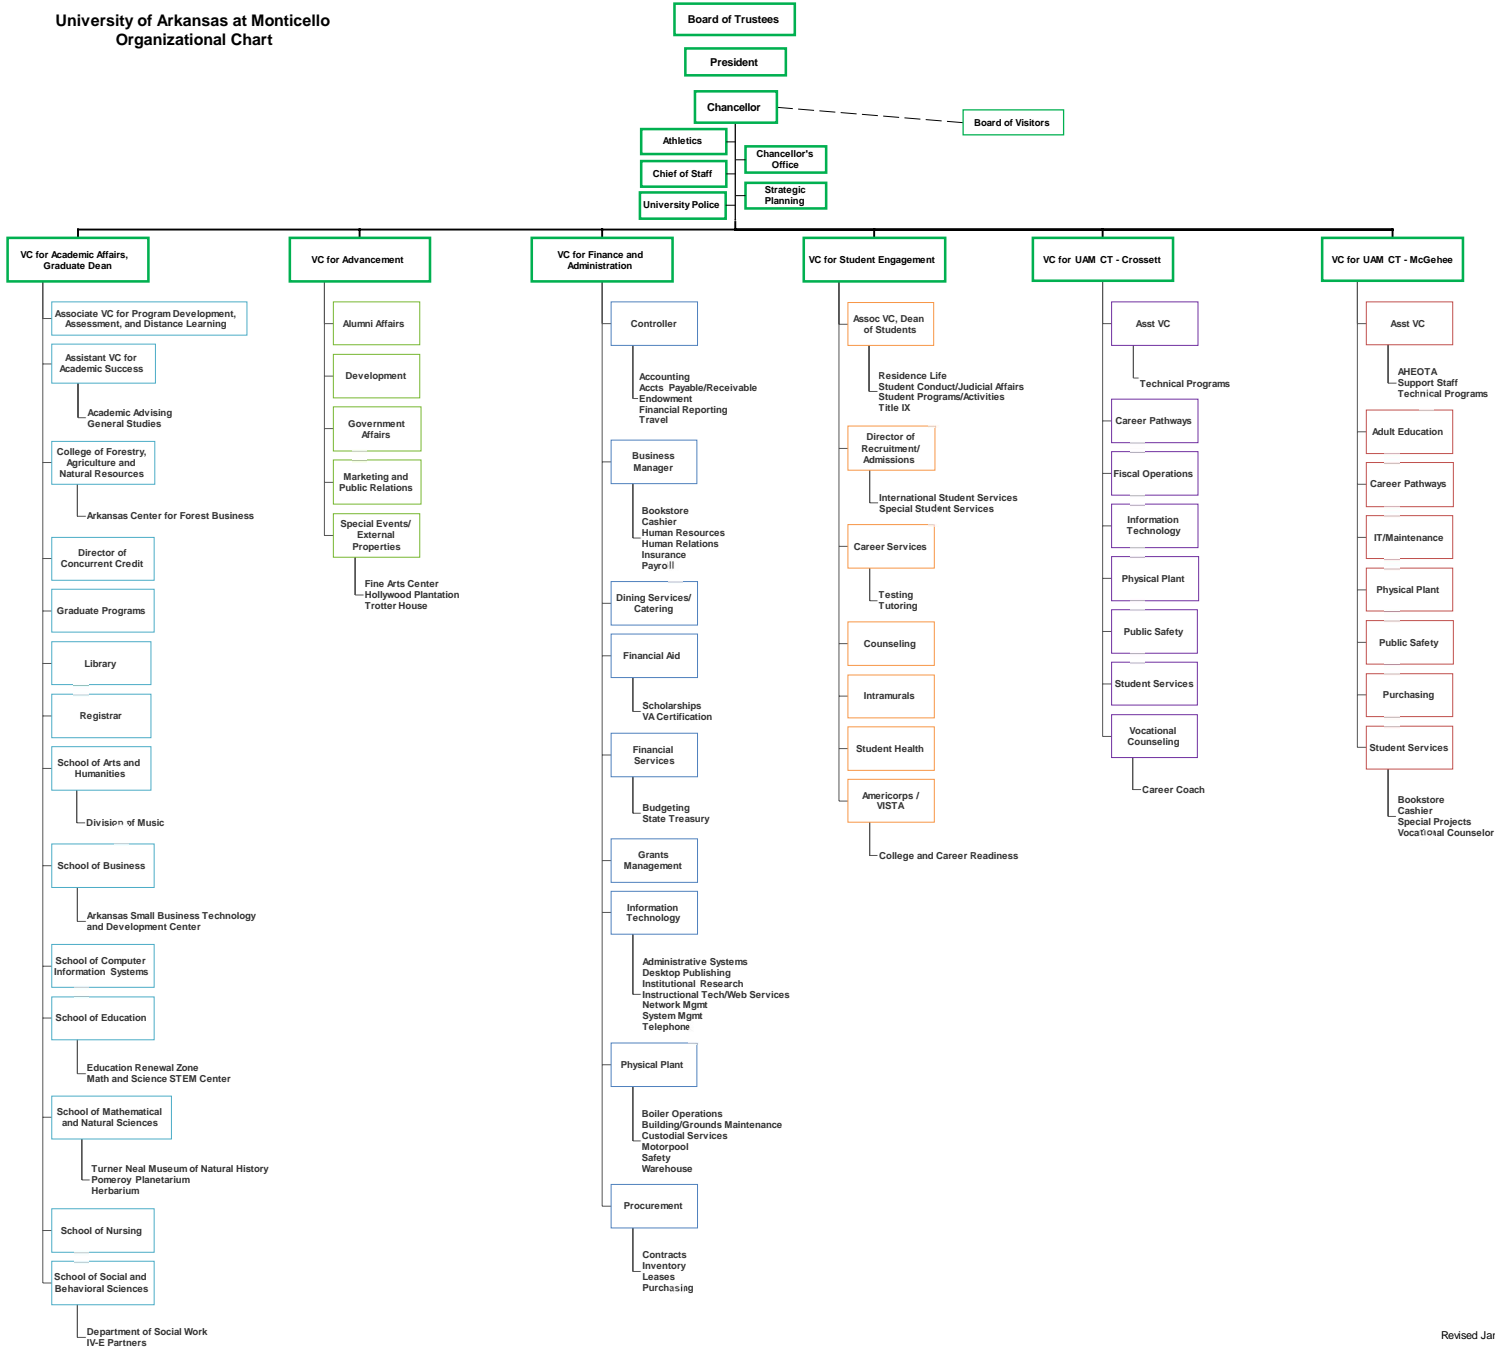 University of Arkansas at Monticello
Organizational Chart
Board of Trustees
President
Chancellor
Board of Visitors
Athletics
Chancellor's
Office
Chief of Staff
Strategic
Planning
University Police
VC for Academic Affairs,
Graduate Dean
Associate VC for Program Development,
Assessment, and Distance Learning
Assistant VC for
Academic Success
Academic Advising
General Studies
College of Forestry,
Agriculture and
Natural Resources
Arkansas Center for Forest Business
Director of
Concurrent Credit
Graduate Programs
Library
Registrar
School of Arts and
Humanities
Division of Music
School of Business
Arkansas Small Business Technology
and Development Center
School of Computer
Information Systems
School of Education
Education Renewal Zone
Math and Science STEM Center
School of Mathematical
and Natural Sciences
Turner Neal Museum of Natural History
Pomeroy Planetarium
Herbarium
School of Nursing
School of Social and
Behavioral Sciences
Department of Social Work
IV-E Partners
VC for Advancement
Alumni Affairs
Development
Government
Affairs
Marketing and
Public Relations
Special Events/
External
Properties
Fine Arts Center
Hollywood Plantation
Trotter House
VC for Finance and
Administration
Controller
Accounting
Accts Payable/Receivable
Endowment
Financial Reporting
Travel
Business
Manager
Bookstore
Cashier
Human Resources
Human Relations
Insurance
Payroll
Dining Services/
Catering
Financial Aid
Scholarships
VA Certification
Financial
Services
Budgeting
State Treasury
Grants
Management
Information
Technology
Administrative Systems
Desktop Publishing
Institutional Research
Instructional Tech/Web Services
Network Mgmt
System Mgmt
Telephone
Physical Plant
Boiler Operations
Building/Grounds Maintenance
Custodial Services
Motorpool
Safety
Warehouse
Procurement
Contracts
Inventory
Leases
Purchasing
VC for Student Engagement
Assoc VC, Dean
of Students
Residence Life
Student Conduct/Judicial Affairs
Student Programs/Activities
Title IX
Director of
Recruitment/
Admissions
International Student Services
Special Student Services
Career Services
Testing
Tutoring
Counseling
Intramurals
Student Health
Americorps /
VISTA
College and Career Readiness
VC for UAM CT - Crossett
Asst VC
Technical Programs
Career Pathways
Fiscal Operations
Information
Technology
Physical Plant
Public Safety
Student Services
Vocational
Counseling
Career Coach
VC for UAM CT - McGehee
Asst VC
AHEOTA
Support Staff
Technical Programs
Adult Education
Career Pathways
IT/Maintenance
Physical Plant
Public Safety
Purchasing
Student Services
Bookstore
Cashier
Special Projects
Vocational Counselor
Revised Jan